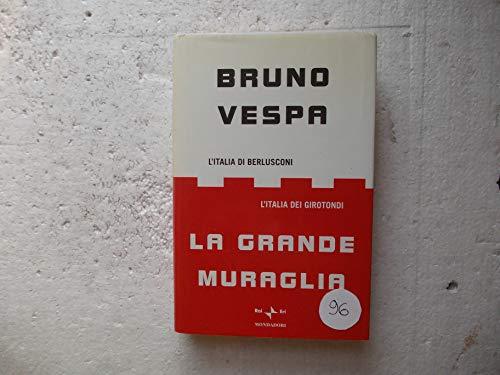 BRUNO
VESPA
L'ITALIA DI BERLUSCONI
L'ITALIA DEI GIROTONDI
LA GRANDE
MURAGLIA
Rai Eri
MONDADORI
96